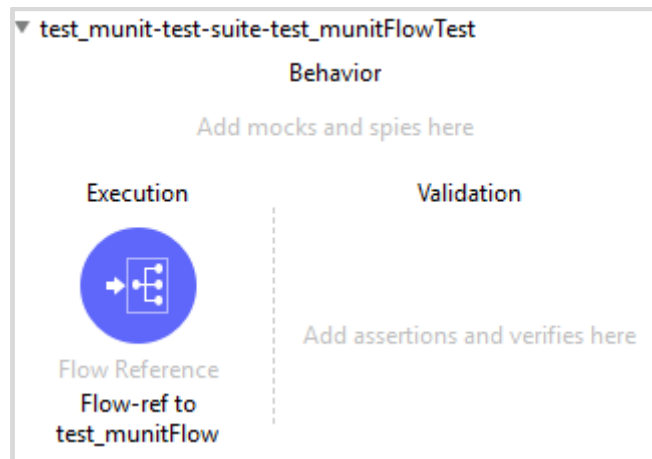 test_munit-test-suite-test_munitFlowTest
Behavior
Add mocks and spies here
Execution
Validation
Add assertions and verifies here
Flow Reference
Flow-ref to
test_munitFlow